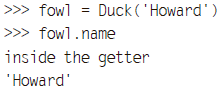 >>> fowl = Duck('Howard')
>>> fowl.name
inside the getter
'Howard'